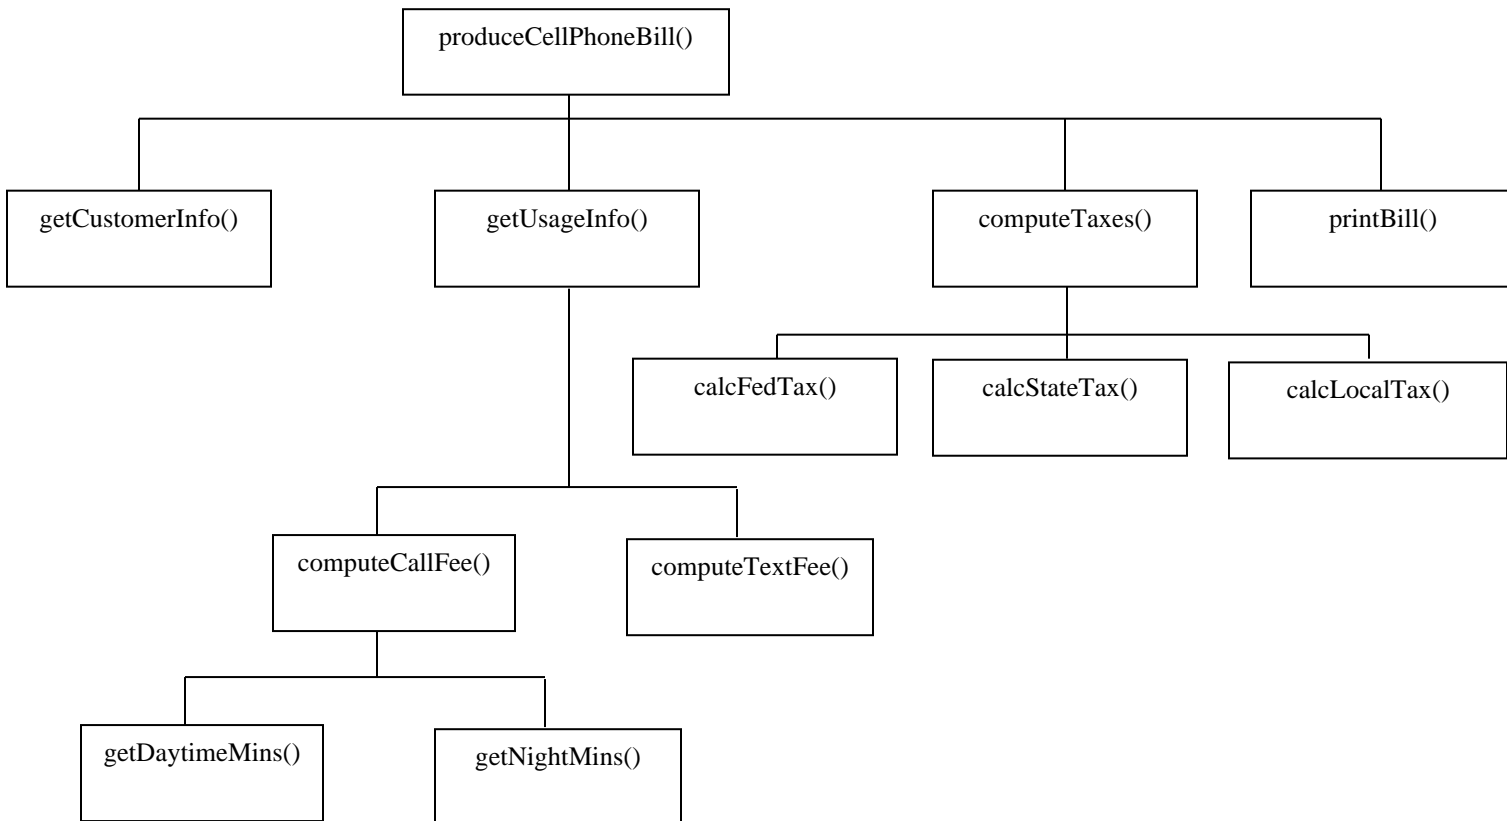 produceCellPhoneBill()
getCustomerInfo()
getUsageInfo()
computeTaxes()
printBill()
calcFedTax()
calcStateTax()
calcLocalTax()
computeCallFee()
computeTextFee()
getDaytimeMins()
getNightMins()